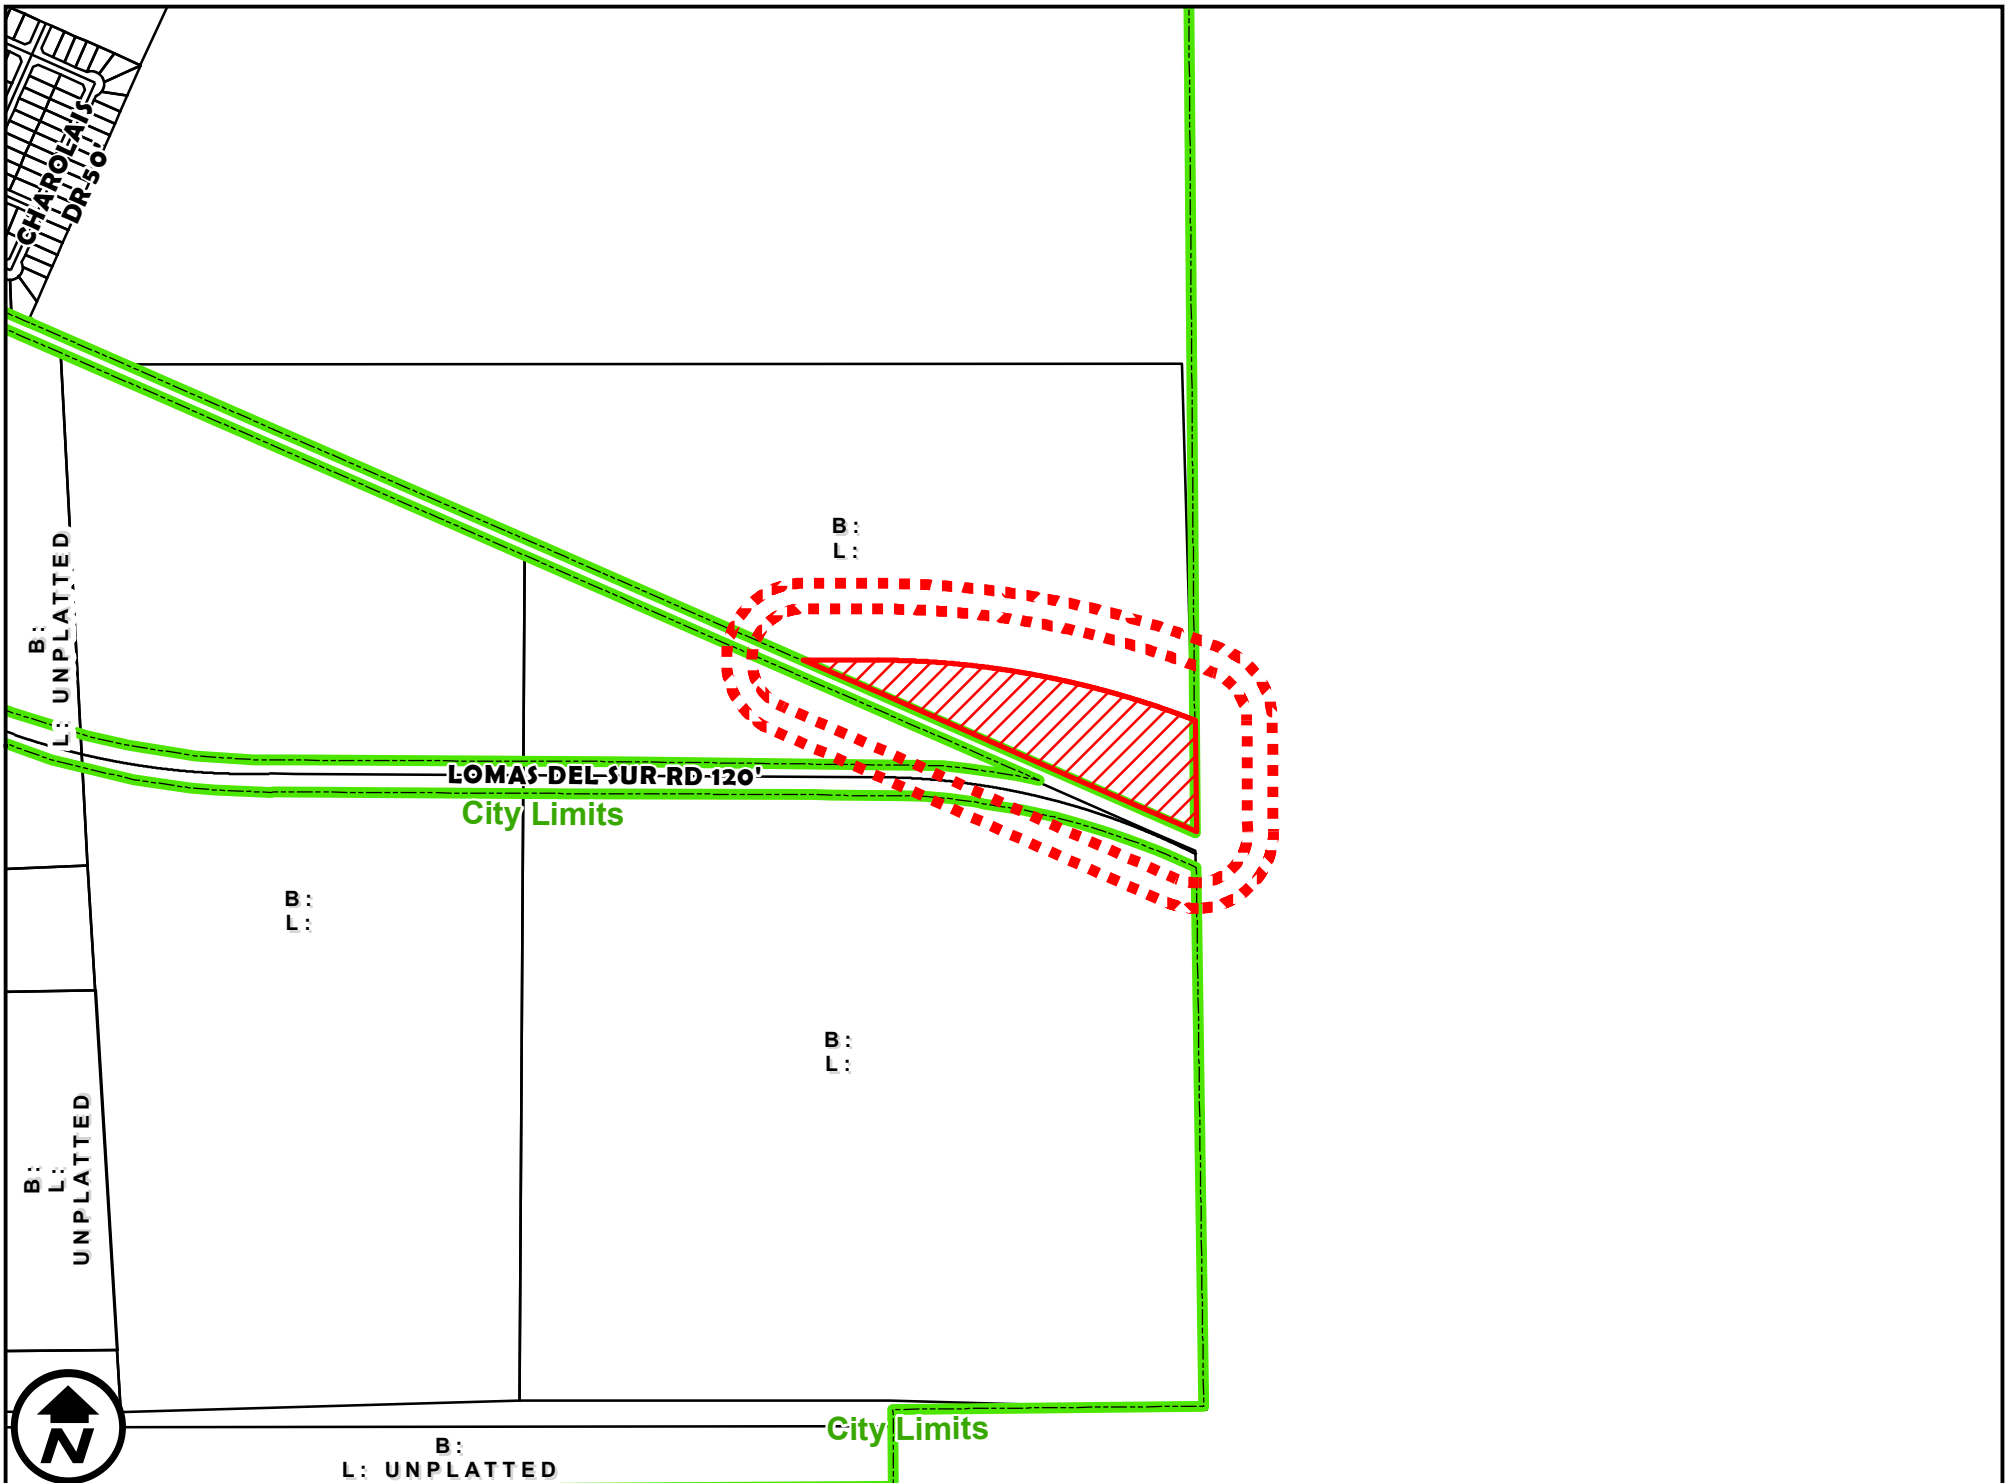 CHAROLAIS
DR-50'
B:
L:
B:
L: UNPLATTED
LOMAS-DEL-SUR-RD-120'
City Limits
B:
L:
B:
L:
B:
L:
UNPLATTED
City Limits
B:
L: UNPLATTED
N